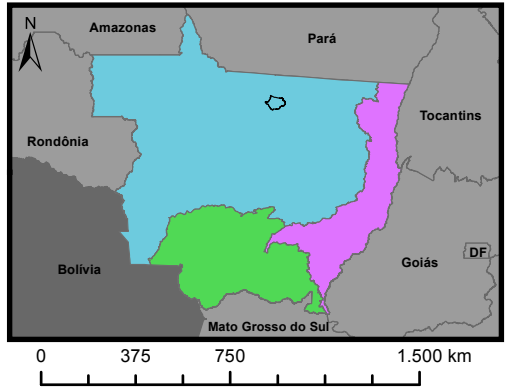 N
Amazonas
Pará
Tocantins
Rondônia
DF
Goiás
Bolívia
Mato Grosso do Sul
0 375 750 1.500 km